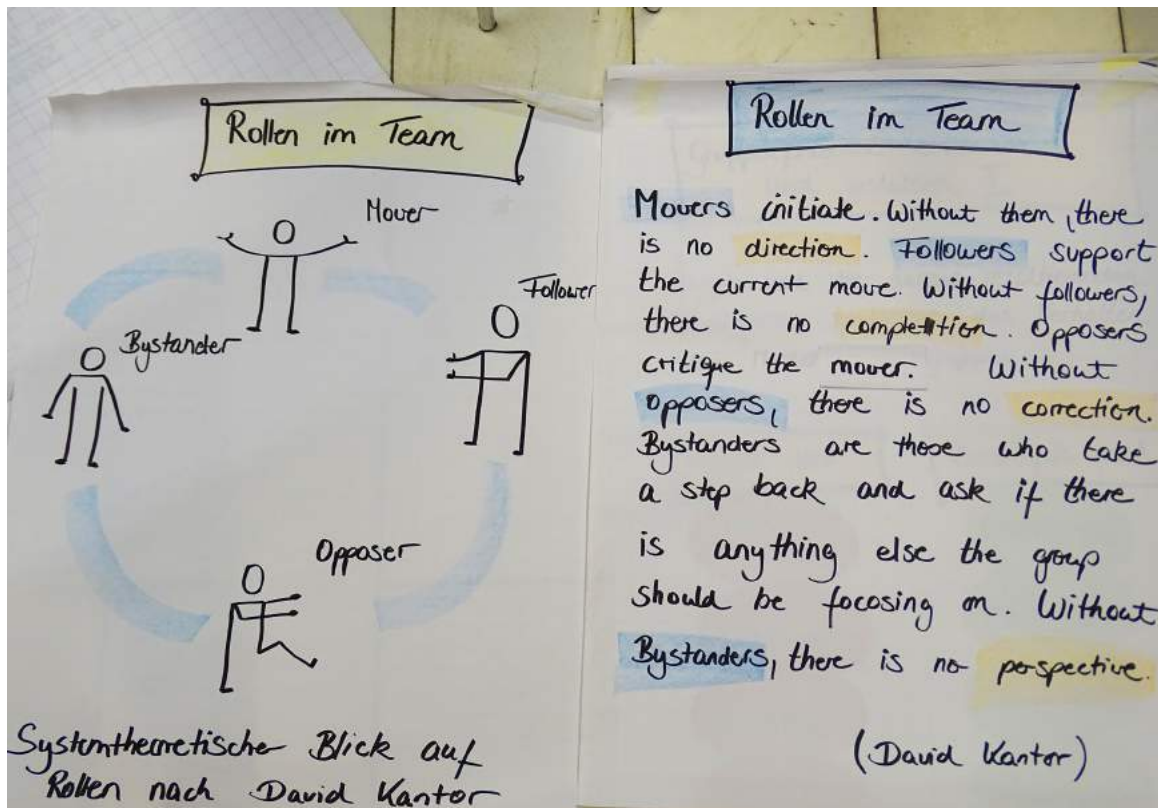 Rollen im Team
Mover
Follower
Bystander
Opposer
Systemtheoretischer Blick auf
Rollen nach David Kantor
Rollen im Team
Movers initiate. Without them, there
is no direction. Followers support
the current move. Without followers,
there is no completion. Opposers
critique the mover. Without
opposers, there is no correction.
Bystanders are those who take
a step back and ask if there
is anything else the group
should be focosing on. Without
Bystanders, there is no perspective.
(David Kantor)